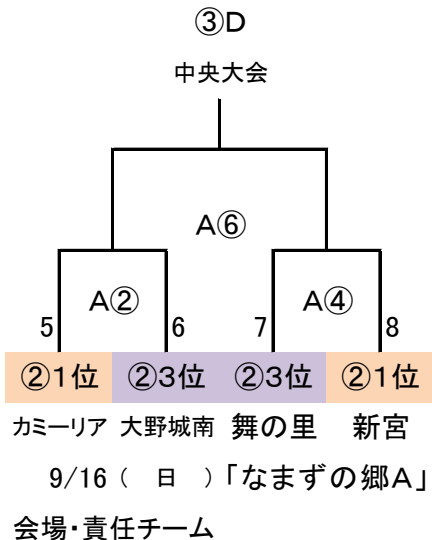 ③D
中央大会
A⑥
A② A④
5 6 7 8
②1位 ②3位 ②3位 ②1位
カミーリア 大野城南 舞の里 新宮
9/16 ( 日 ) 「なまずの郷A」
会場・責任チーム